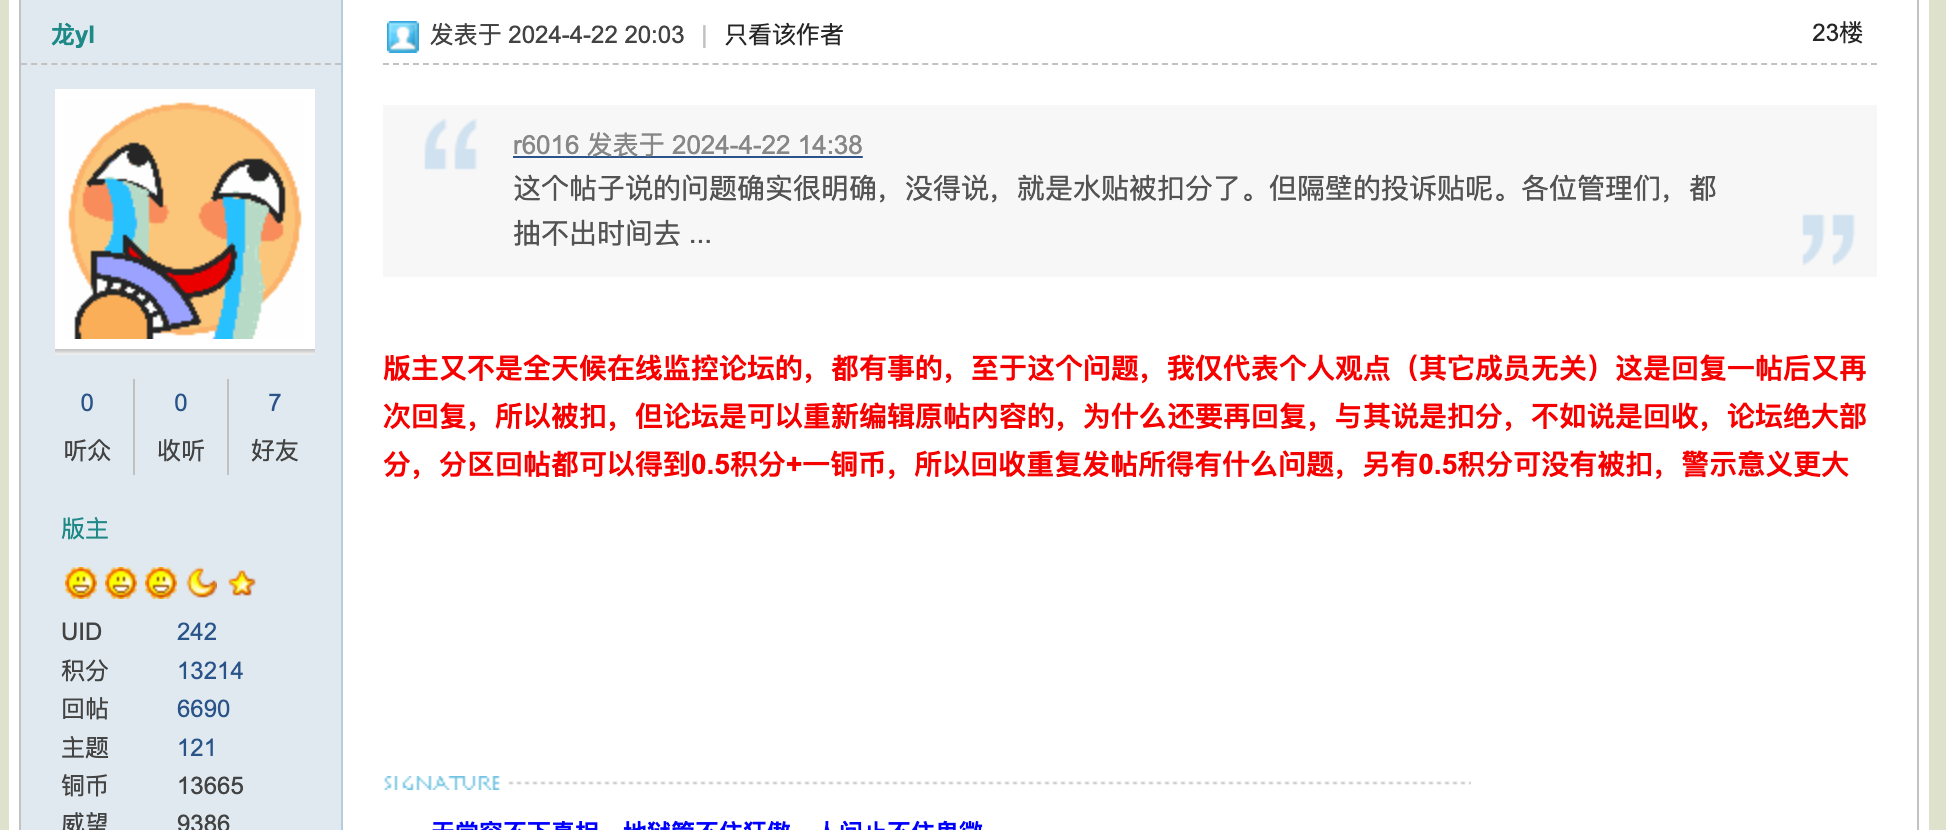 龙yl
发表于 2024-4-22 20:03 | 只看该作者
23楼
r6016 发表于 2024-4-22 14:38
这个帖子说的问题确实很明确，没得说，就是水贴被扣分了。但隔壁的投诉贴呢。各位管理们，都
抽不出时间去 ...
版主又不是全天候在线监控论坛的，都有事的，至于这个问题，我仅代表个人观点（其它成员无关）这是回复一帖后又再
次回复，所以被扣，但论坛是可以重新编辑原帖内容的，为什么还要再回复，与其说是扣分，不如说是回收，论坛绝大部
分，分区回帖都可以得到0.5积分+一铜币，所以回收重复发帖所得有什么问题，另有0.5积分可没有被扣，警示意义更大
0 0 7
听众 收听 好友
版主
UID 242
积分 13214
回帖 6690
主题 121
铜币 13665
威望 9386
SIGNATURE